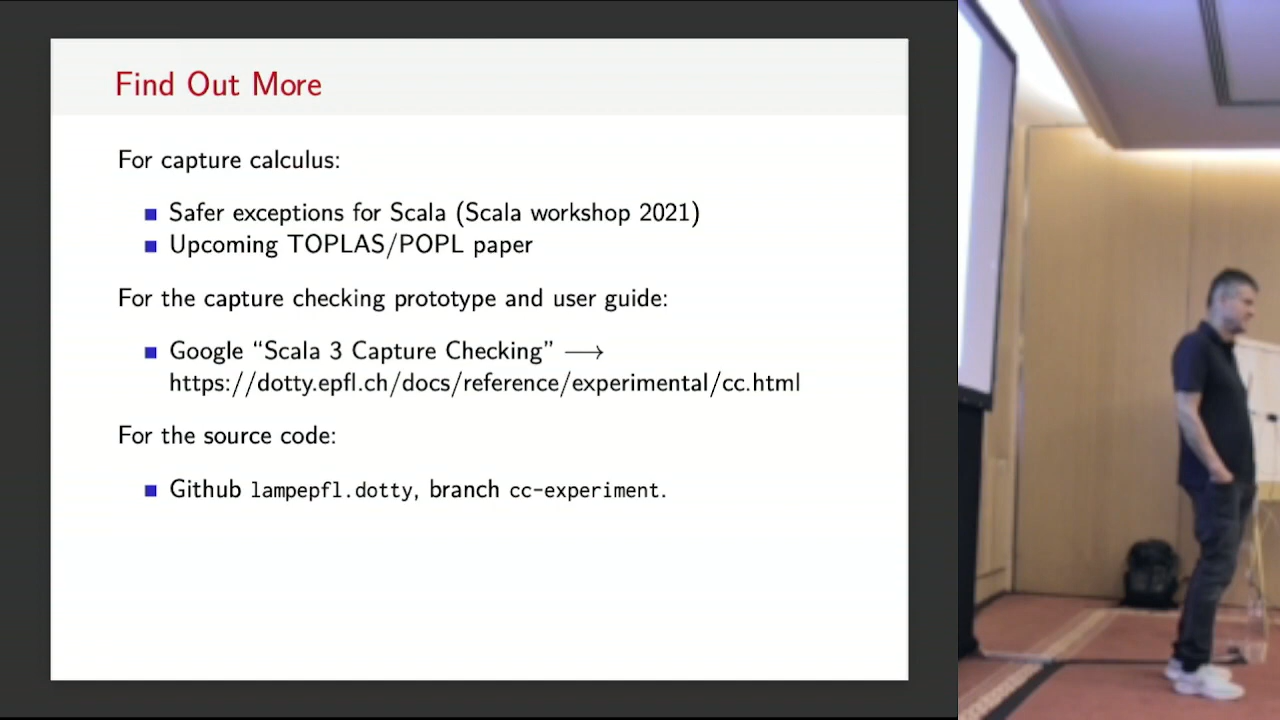 Find Out More
For capture calculus:
Safer exceptions for Scala (Scala workshop 2021)
Upcoming TOPLAS/POPL paper
For the capture checking prototype and user guide:
Google “Scala 3 Capture Checking” ⟶
https://dotty.epfl.ch/docs/reference/experimental/cc.html
For the source code:
Github lampepfl.dotty, branch cc-experiment.